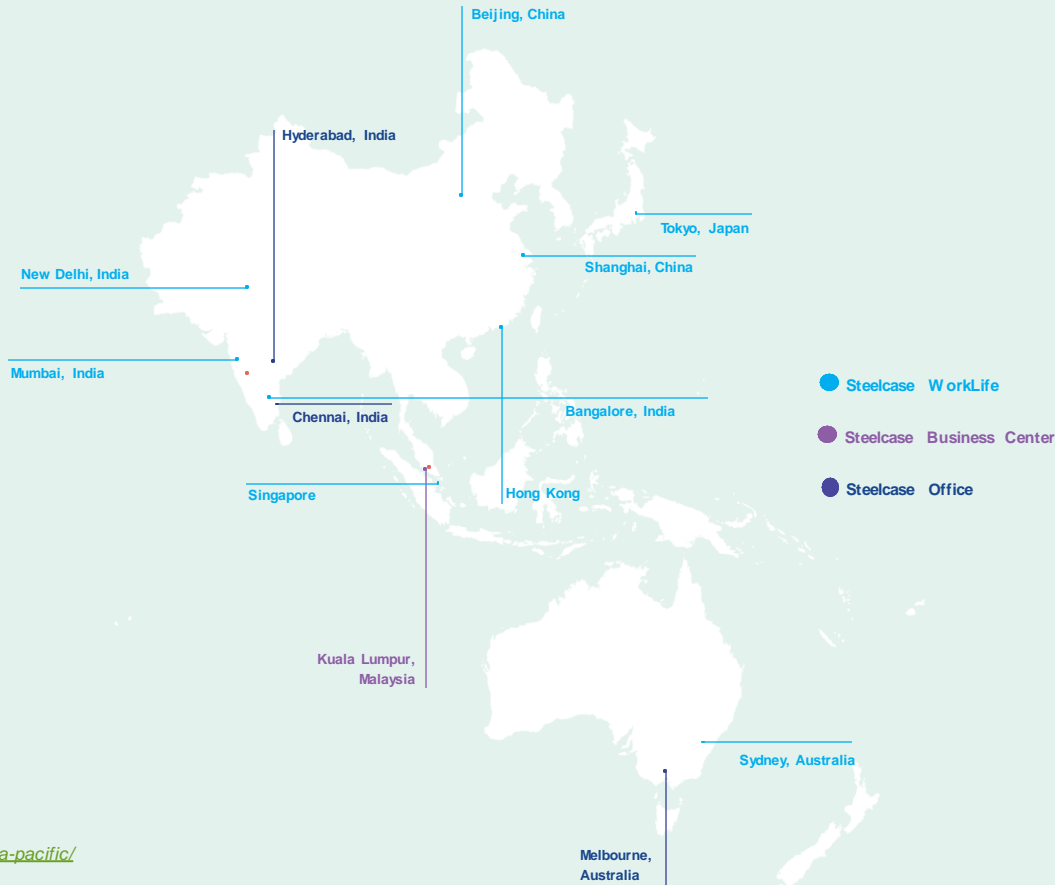 Beijing, China
Hyderabad, India
Tokyo, Japan
Shanghai, China
New Delhi, India
Mumbai, India
Steelcase WorkLife
Bangalore, India
Chennai, India
Steelcase Business Center
Steelcase Office
Singapore
Hong Kong
Kuala Lumpur,
Malaysia
Sydney, Australia
Melbourne,
Australia
a-pacific/